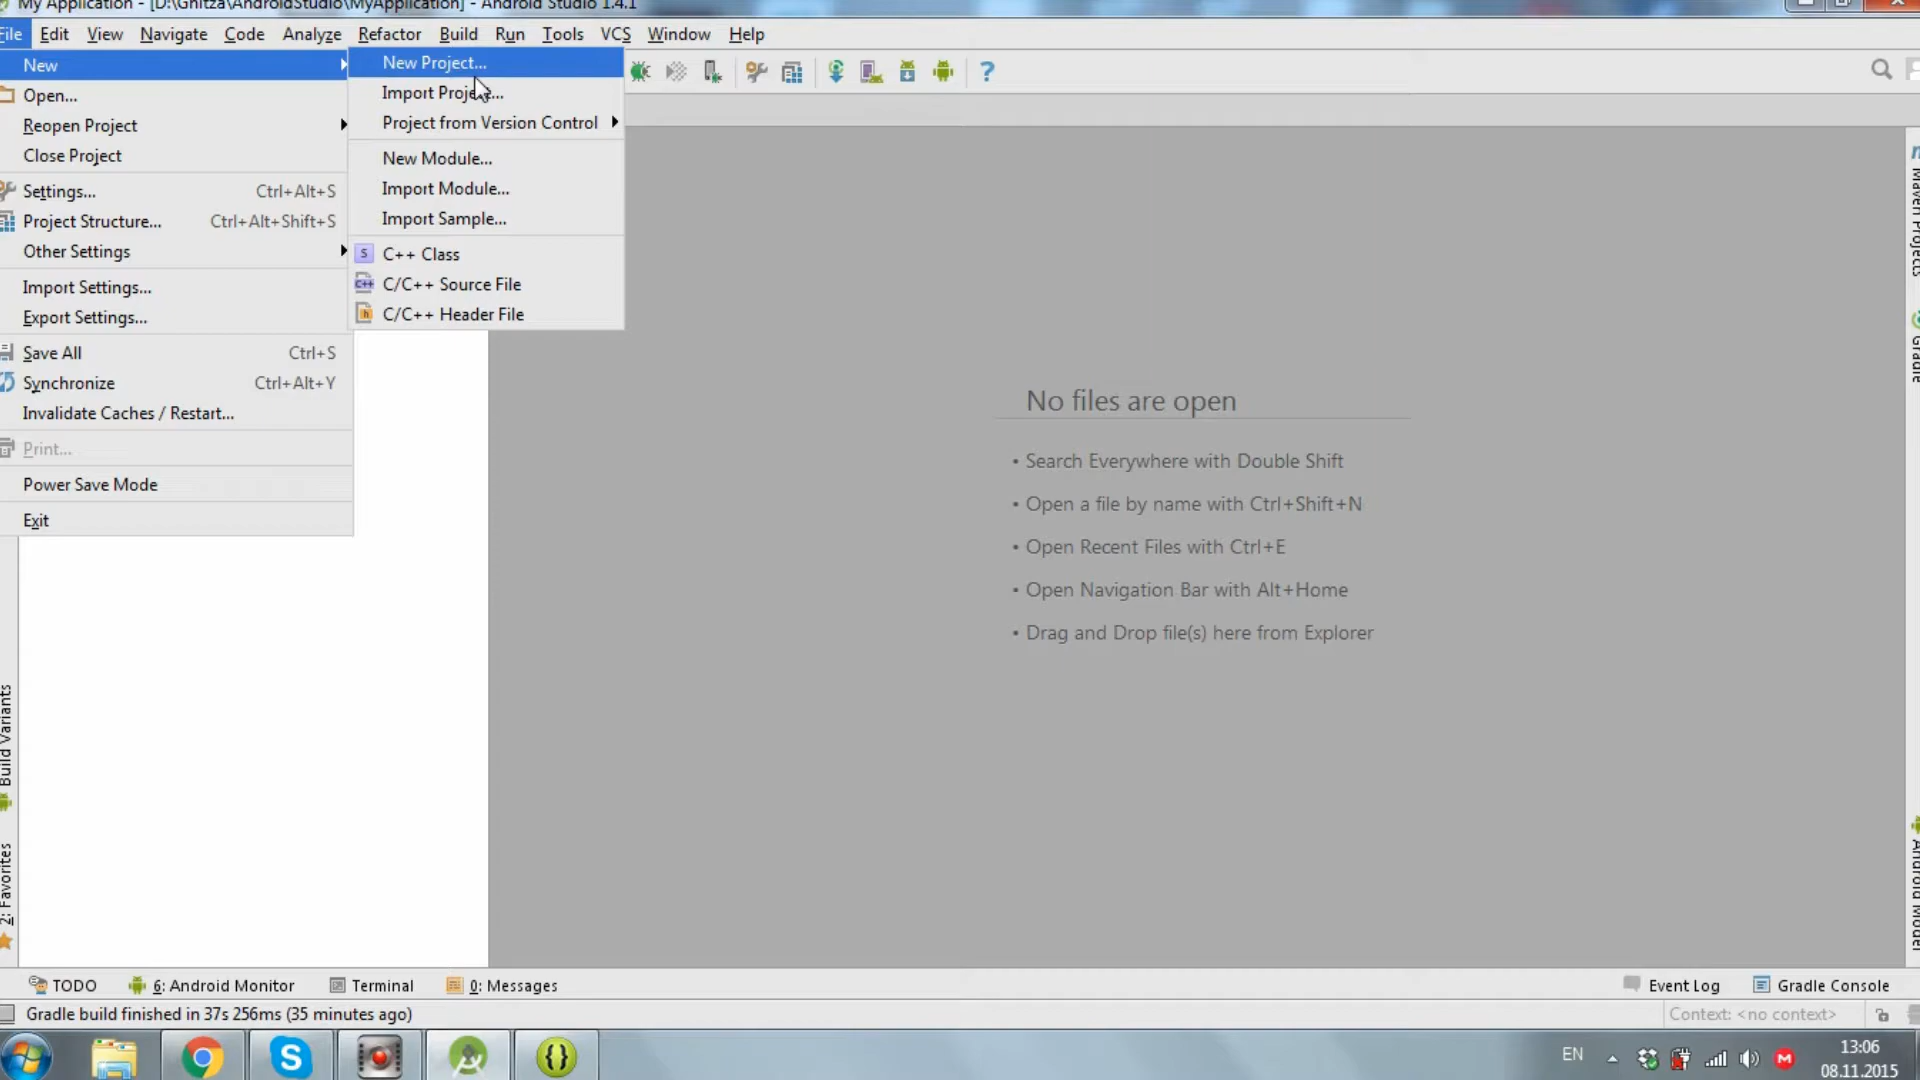 My Application - [D:\Ghitza\AndroidStudio\MyApplication] - Android Studio 1.4.1
File Edit View Navigate Code Analyze Refactor Build Run Tools VCS Window Help
New
Open...
Reopen Project
Close Project
Settings... Ctrl+Alt+S
Project Structure... Ctrl+Alt+Shift+S
Other Settings
Import Settings...
Export Settings...
Save All Ctrl+S
Synchronize Ctrl+Alt+Y
Invalidate Caches / Restart...
Print...
Power Save Mode
Exit
New Project...
Import Project...
Project from Version Control
New Module...
Import Module...
Import Sample...
S C++ Class
C++ C/C++ Source File
h C/C++ Header File
No files are open
• Search Everywhere with Double Shift
• Open a file by name with Ctrl+Shift+N
• Open Recent Files with Ctrl+E
• Open Navigation Bar with Alt+Home
• Drag and Drop file(s) here from Explorer
Build Variants
2: Favorites
Maven Projects
Gradle
Android Model
TODO 6: Android Monitor Terminal 0: Messages Event Log Gradle Console
Gradle build finished in 37s 256ms (35 minutes ago) Context: <no context>
EN 13:06
08.11.2015